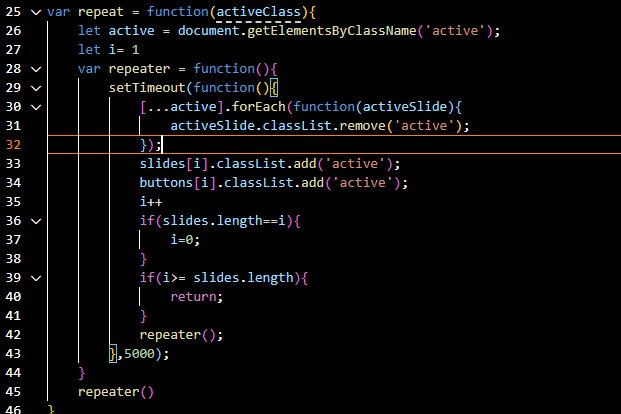 25 var repeat = function(activeClass){
26     let active = document.getElementsByClassName('active');
27     let i= 1
28     var repeater = function(){
29         setTimeout(function(){
30             [...active].forEach(function(activeSlide){
31                 activeSlide.classList.remove('active');
32             });
33             slides[i].classList.add('active');
34             buttons[i].classList.add('active');
35             i++
36             if(slides.length==i){
37                 i=0;
38             }
39             if(i>= slides.length){
40                 return;
41             }
42             repeater();
43         },5000);
44     }
45     repeater()
46 }